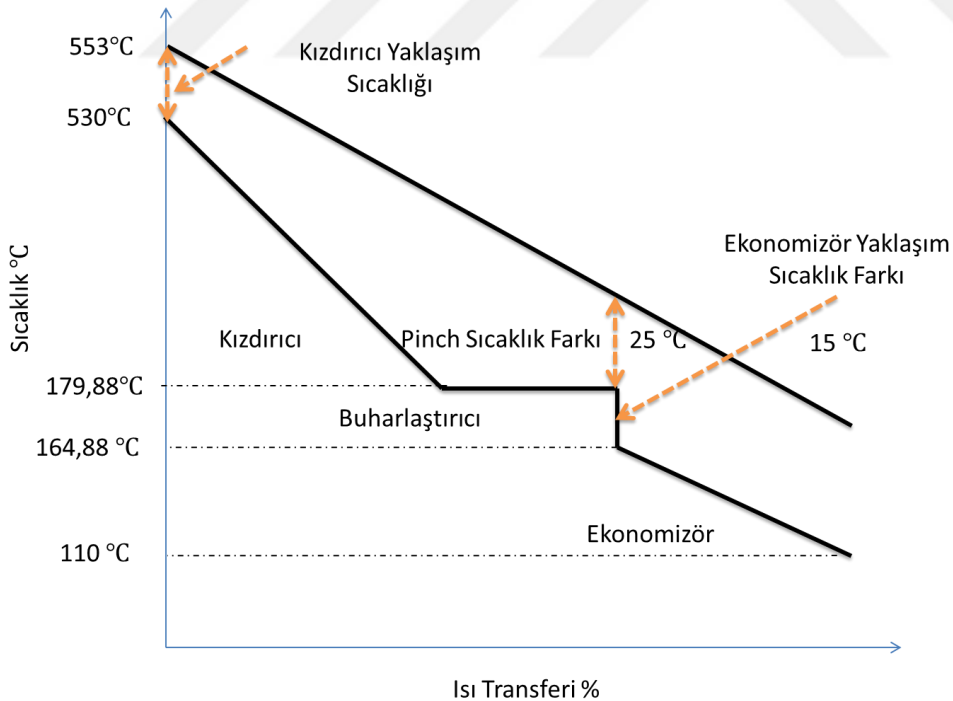 553°C
Kızdırıcı Yaklaşım
Sıcaklığı
530°C
Ekonomizör Yaklaşım
Sıcaklık Farkı
Sıcaklık °C
Kızdırıcı
Pinch Sıcaklık Farkı
25 °C
15 °C
179,88°C
Buharlaştırıcı
164,88 °C
Ekonomizör
110 °C
Isı Transferi %